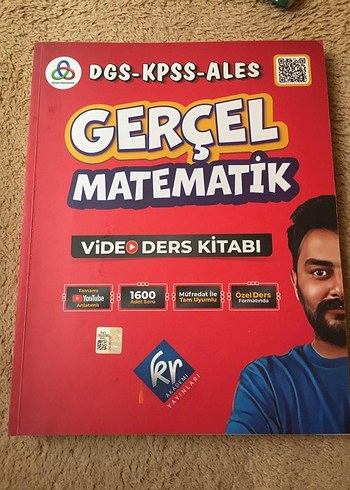 DGS-KPSS-ALES
GERÇEL
MATEMATİK
VİDEO DERS KİTABI
Tamamı
YouTube
Anlatımlı
1600
Adet Soru
Müfredat İle
Tam Uyumlu
Özel Ders
Formatında
kr
AKADEMİ
YAYINLARI